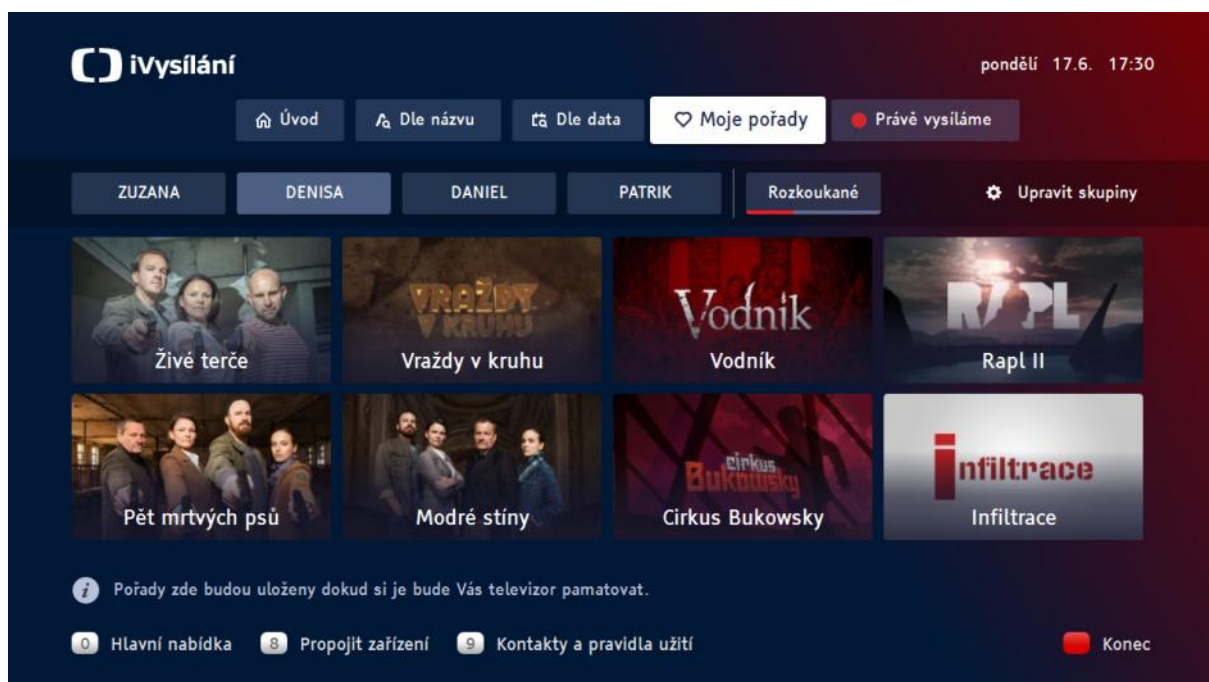 iVysílání
pondělí 17.6. 17:30
Úvod
Dle názvu
Dle data
Moje pořady
Právě vysíláme
ZUZANA
DENISA
DANIEL
PATRIK
Rozkoukané
Upravit skupiny
Živé terče
VRAŽDY
V KRUHU
Vraždy v kruhu
Vodník
Vodník
RAPL
Rapl II
Pět mrtvých psů
Modré stíny
cirkus
Bukowsky
Cirkus Bukowsky
infiltrace
Infiltrace
i Pořady zde budou uloženy dokud si je bude Vás televizor pamatovat.
0 Hlavní nabídka
8 Propojit zařízení
9 Kontakty a pravidla užití
Konec